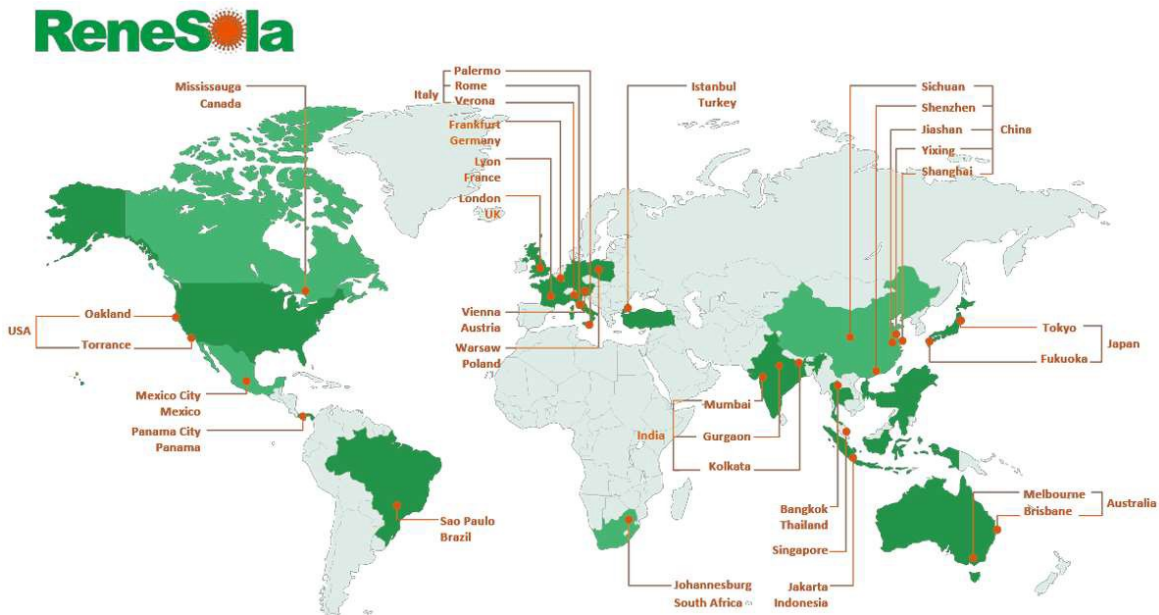 ReneSola
Mississauga
Canada
Italy
Palermo
Rome
Verona
Frankfurt
Germany
Lyon
France
London
UK
Istanbul
Turkey
Sichuan
Shenzhen
Jiashan
Yixing
Shanghai
China
USA
Oakland
Torrance
Vienna
Austria
Warsaw
Poland
Tokyo
Fukuoka
Japan
Mexico City
Mexico
Panama City
Panama
India
Mumbai
Gurgaon
Kolkata
Sao Paulo
Brazil
Bangkok
Thailand
Singapore
Melbourne
Brisbane
Australia
Johannesburg
South Africa
Jakarta
Indonesia